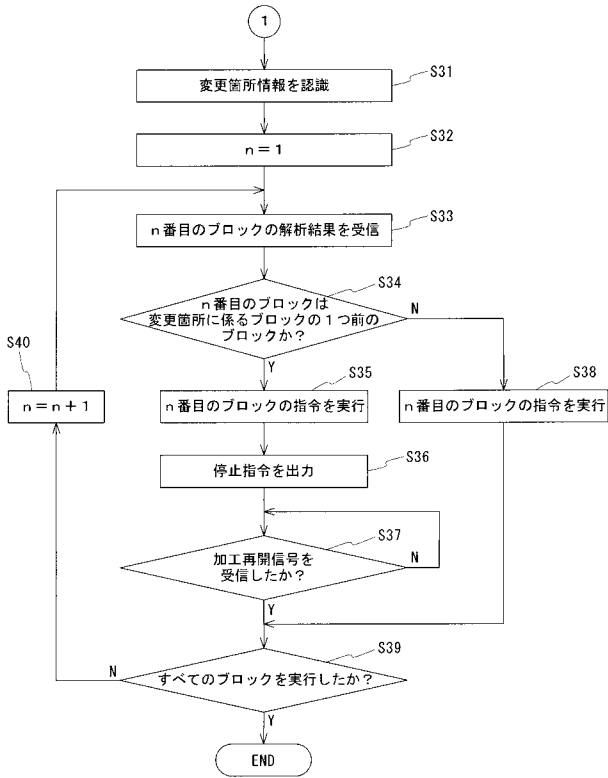 1
変更箇所情報を認識
S31
n=1
S32
n番目のブロックの解析結果を受信
S33
n番目のブロックは
変更箇所に係るブロックの1つ前の
ブロックか?
S34
N
Y
S40
n=n+1
n番目のブロックの指令を実行
S35
n番目のブロックの指令を実行
S38
停止指令を出力
S36
加工再開信号を
受信したか?
S37
N
Y
すべてのブロックを実行したか?
S39
N
Y
END